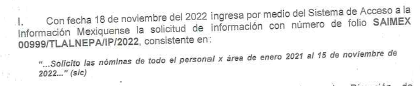 I. Con fecha 18 de noviembre del 2022 ingresa por medio del Sistema de Acceso a la
Información Mexiquense la solicitud de información con número de folio SAIMEX
00999/TLALNEPA/IP/2022, consistente en:
"...Solicito las nóminas de todo el personal x área de enero 2021 al 15 de noviembre de
2022..." (sic)